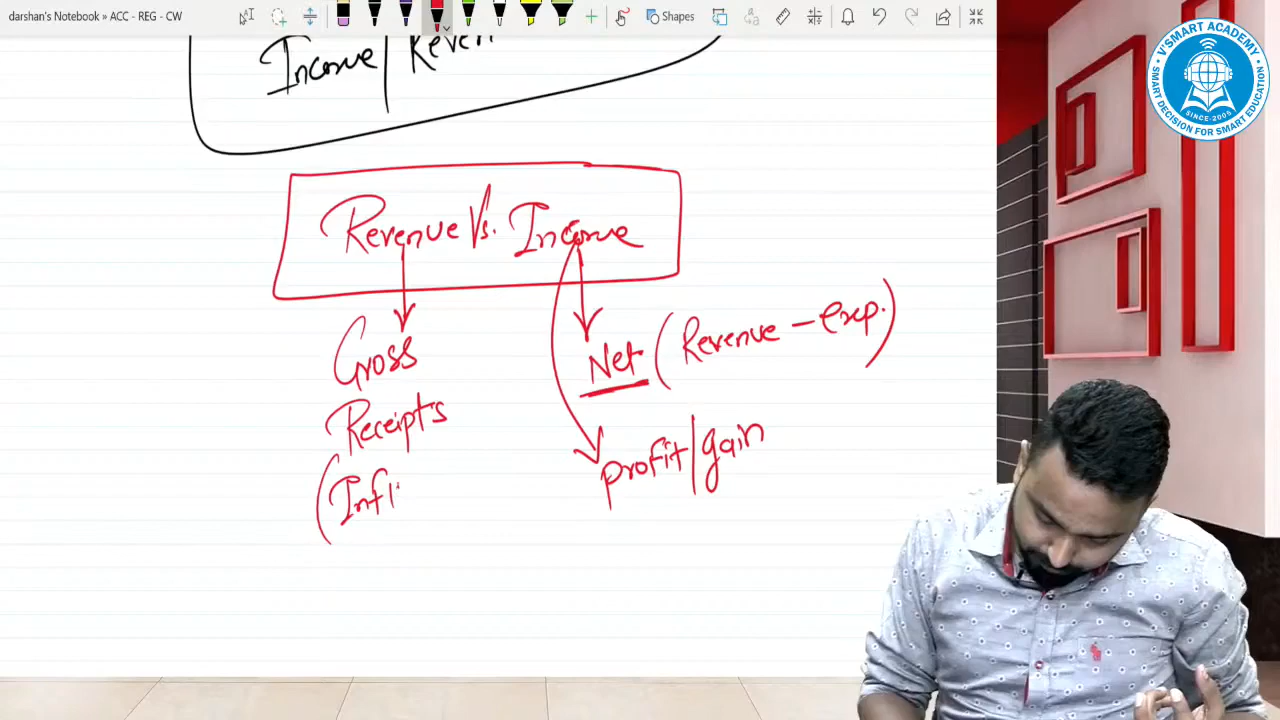 darshan's Notebook » ACC - REG - CW
Shapes
V'SMART ACADEMY
SMART DECISION FOR SMART EDUCATION
SINCE-2005
Income | Reven
Revenue Vs. Income
Gross
Receipts
(Infl
Net (Revenue - exp.)
profit/gain